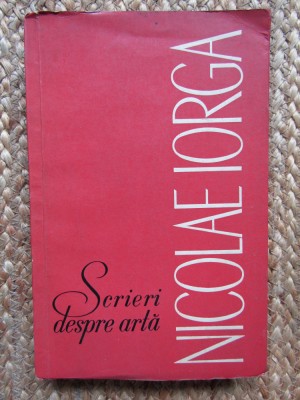 NICOLAE IORGA
Scrieri
despre artă